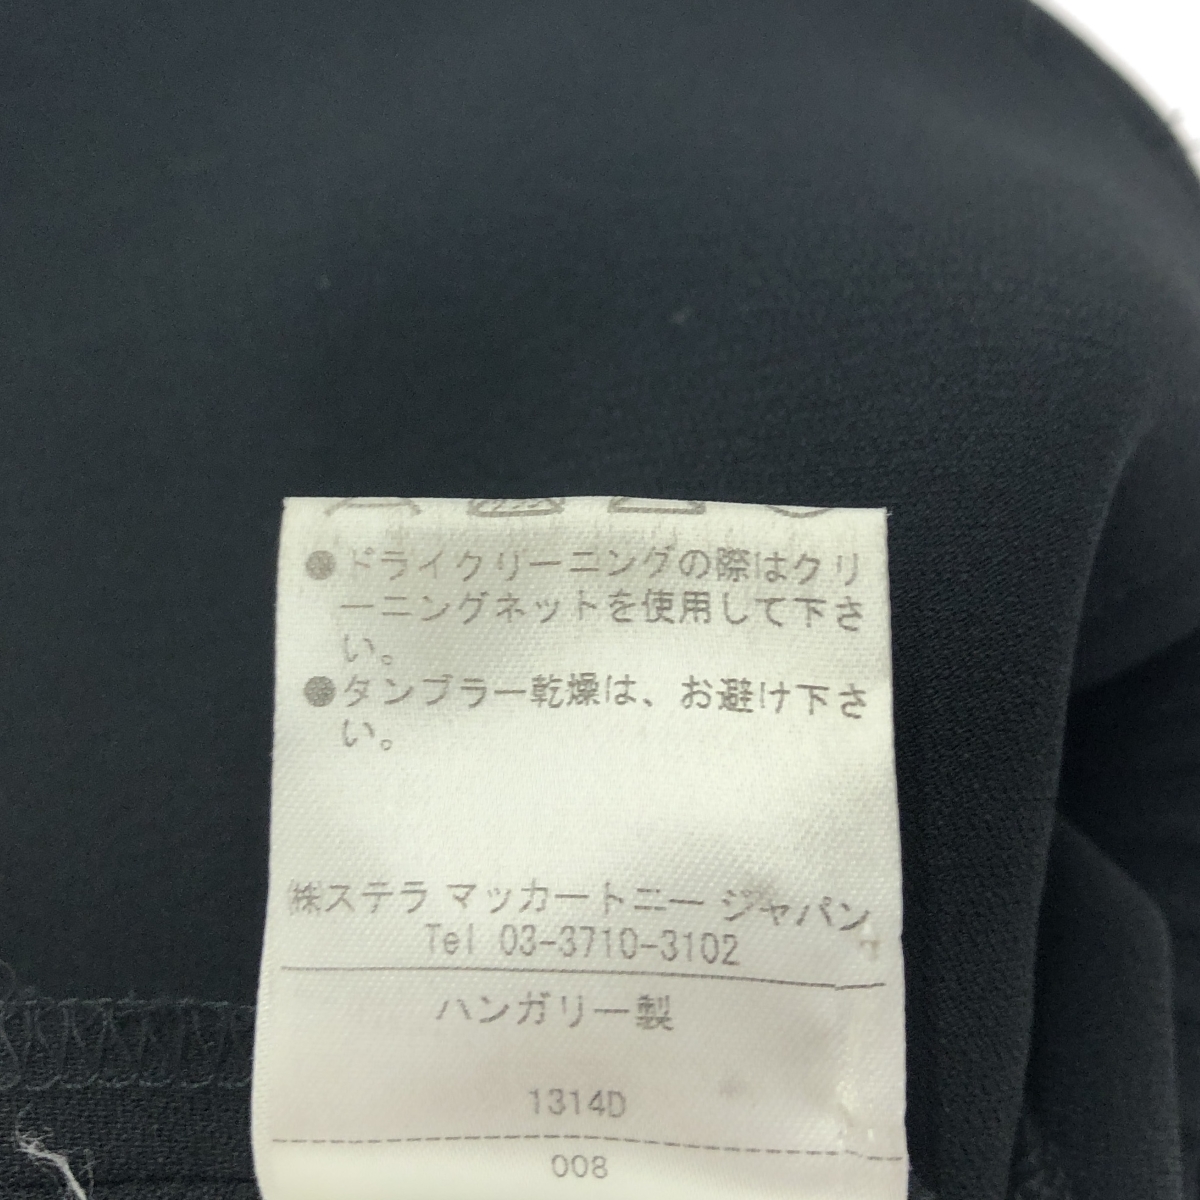 ●ドライクリーニングの際はクリ
ーニングネットを使用して下さ
い。
●タンブラー乾燥は、お避け下さ
い。
㈱ステラ マッカートニー ジャパン
Tel 03-3710-3102
ハンガリー製
1314D
008